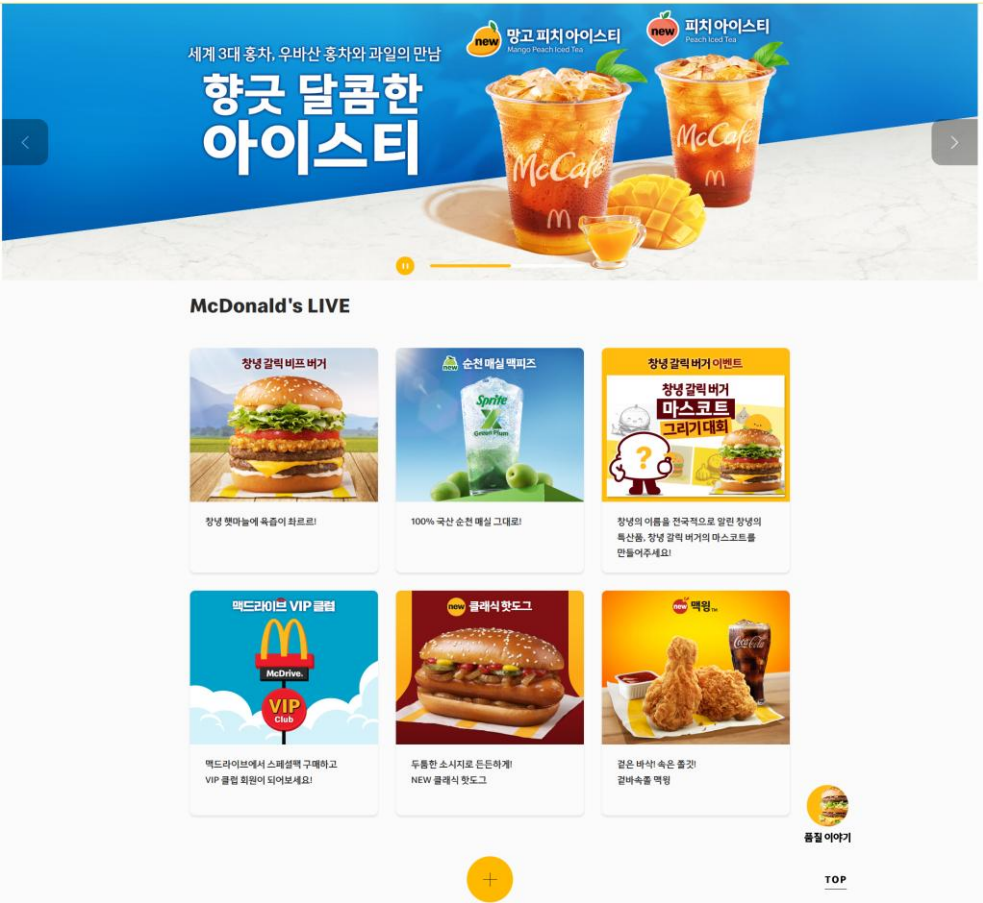 new
망고 피치 아이스티
Mango Peach Iced Tea
new
피치 아이스티
Peach Iced Tea
세계 3대 홍차, 우바산 홍차와 과일의 만남
향긋 달콤한
아이스티
McCafé
McCafé
McDonald's LIVE
창녕 갈릭 비프 버거
창녕 햇마늘에 육즙이 촤르르!
new
순천 매실 맥피즈
Sprite
Green Plum
100% 국산 순천 매실 그대로!
창녕 갈릭 버거 이벤트
창녕 갈릭 버거
마스코트
그리기 대회
?
창녕의 이름을 전국적으로 알린 창녕의
특산품, 창녕 갈릭 버거의 마스코트를
만들어주세요!
맥드라이브 VIP 클럽
McDrive.
VIP
Club
맥드라이브에서 스페셜팩 구매하고
VIP 클럽 회원이 되어보세요!
new 클래식 핫도그
두툼한 소시지로 든든하게!
NEW 클래식 핫도그
new 맥윙™
Coca-Cola
겉은 바삭! 속은 쫄깃!
겉바속쫄 맥윙
품질 이야기
TOP